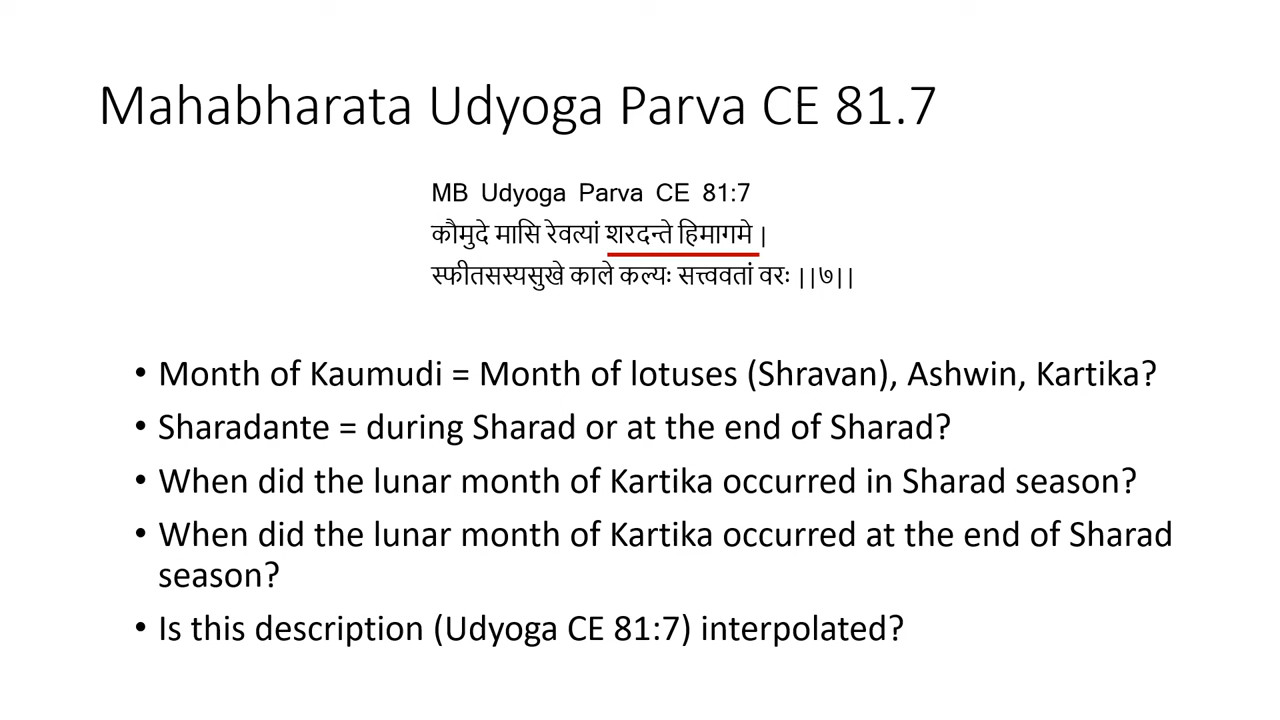 Mahabharata Udyoga Parva CE 81.7
MB Udyoga Parva CE 81:7
कौमुदे मासि रेवत्यां शरदन्ते हिमागमे |
स्फीतसस्यसुखे काले कल्यः सत्त्ववतां वरः ||७||
• Month of Kaumudi = Month of lotuses (Shravan), Ashwin, Kartika?
• Sharadante = during Sharad or at the end of Sharad?
• When did the lunar month of Kartika occurred in Sharad season?
• When did the lunar month of Kartika occurred at the end of Sharad
season?
• Is this description (Udyoga CE 81:7) interpolated?